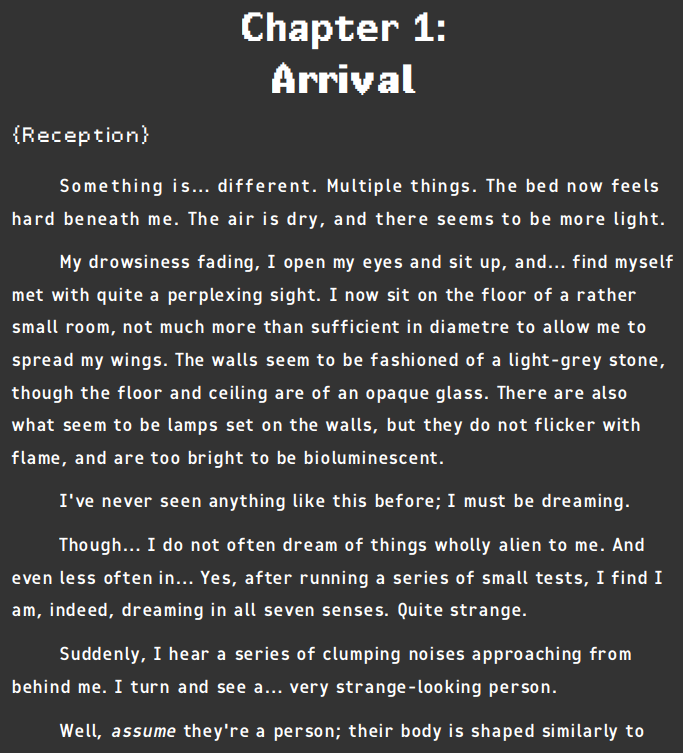 Chapter 1:
Arrival
{Reception}
Something is... different. Multiple things. The bed now feels
hard beneath me. The air is dry, and there seems to be more light.
My drowsiness fading, I open my eyes and sit up, and... find myself
met with quite a perplexing sight. I now sit on the floor of a rather
small room, not much more than sufficient in diametre to allow me to
spread my wings. The walls seem to be fashioned of a light-grey stone,
though the floor and ceiling are of an opaque glass. There are also
what seem to be lamps set on the walls, but they do not flicker with
flame, and are too bright to be bioluminescent.
I've never seen anything like this before; I must be dreaming.
Though... I do not often dream of things wholly alien to me. And
even less often in... Yes, after running a series of small tests, I find I
am, indeed, dreaming in all seven senses. Quite strange.
Suddenly, I hear a series of clumping noises approaching from
behind me. I turn and see a... very strange-looking person.
Well, assume they're a person; their body is shaped similarly to